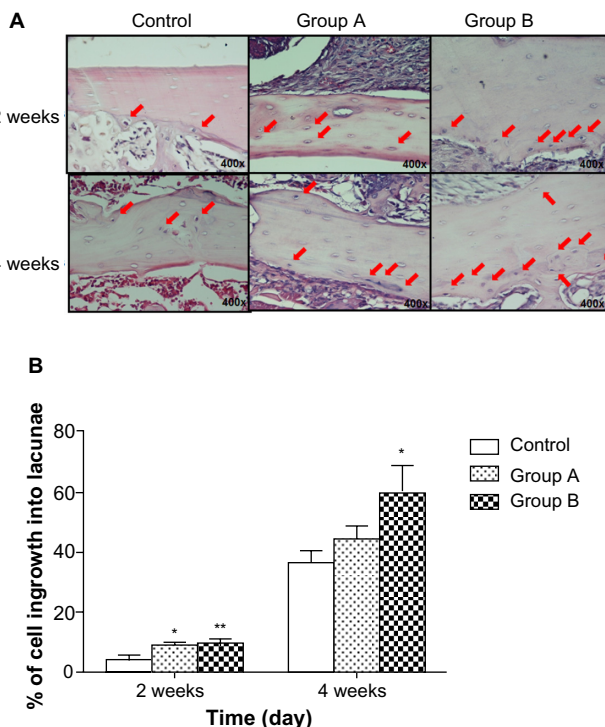 A
Control Group A Group B
2 weeks
400x 400x 400x
4 weeks
400x 400x 400x
B
% of cell ingrowth into lacunae
80
60
40
20
0
* ** *
Control
Group A
Group B
2 weeks 4 weeks
Time (day)